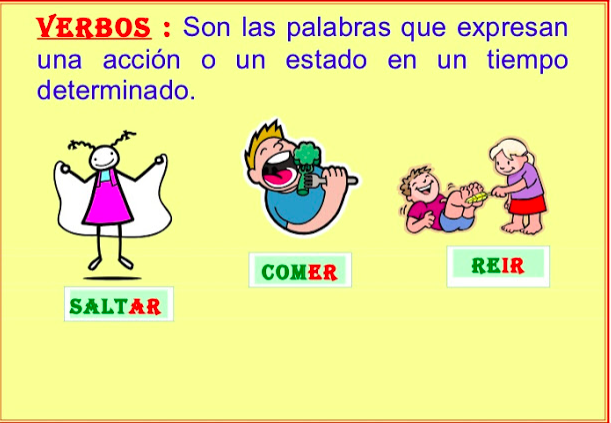 VERBOS : Son las palabras que expresan
una acción o un estado en un tiempo
determinado.
SALTAR
COMER
REIR